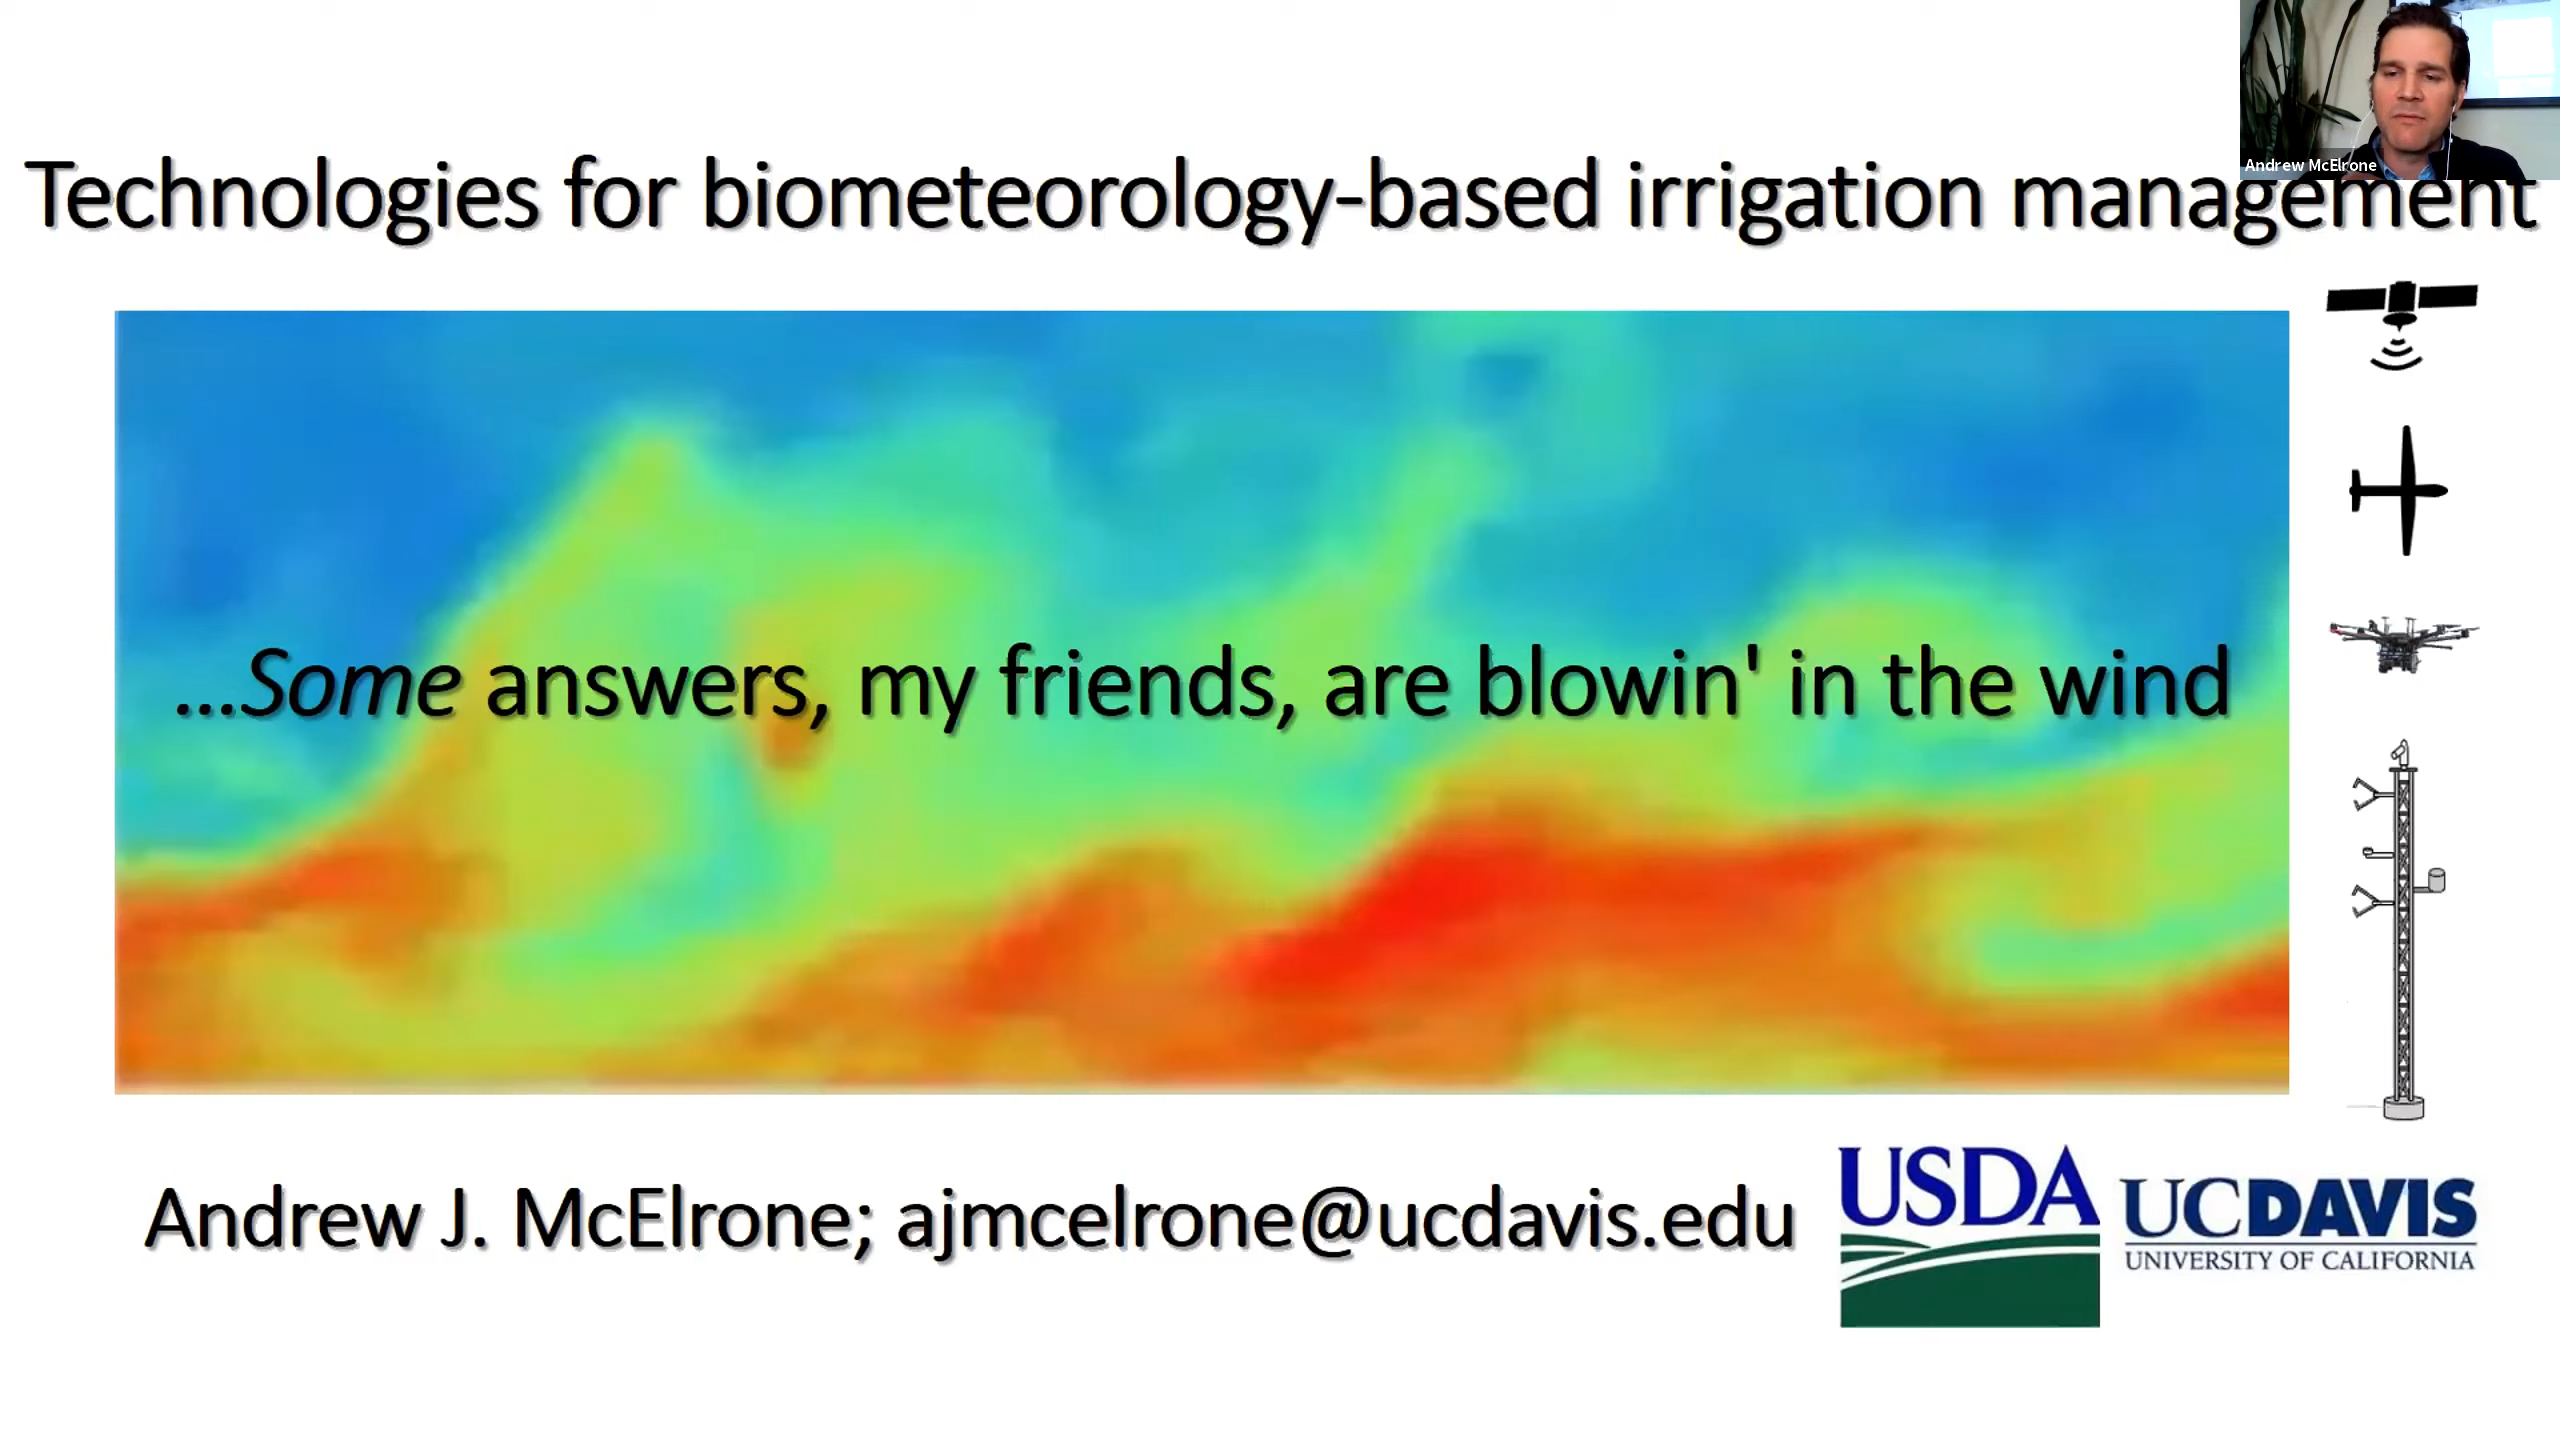 Andrew McElrone
Technologies for biometeorology-based irrigation management
...Some answers, my friends, are blowin' in the wind
Andrew J. McElrone; ajmcelrone@ucdavis.edu
USDA
UCDAVIS
UNIVERSITY OF CALIFORNIA